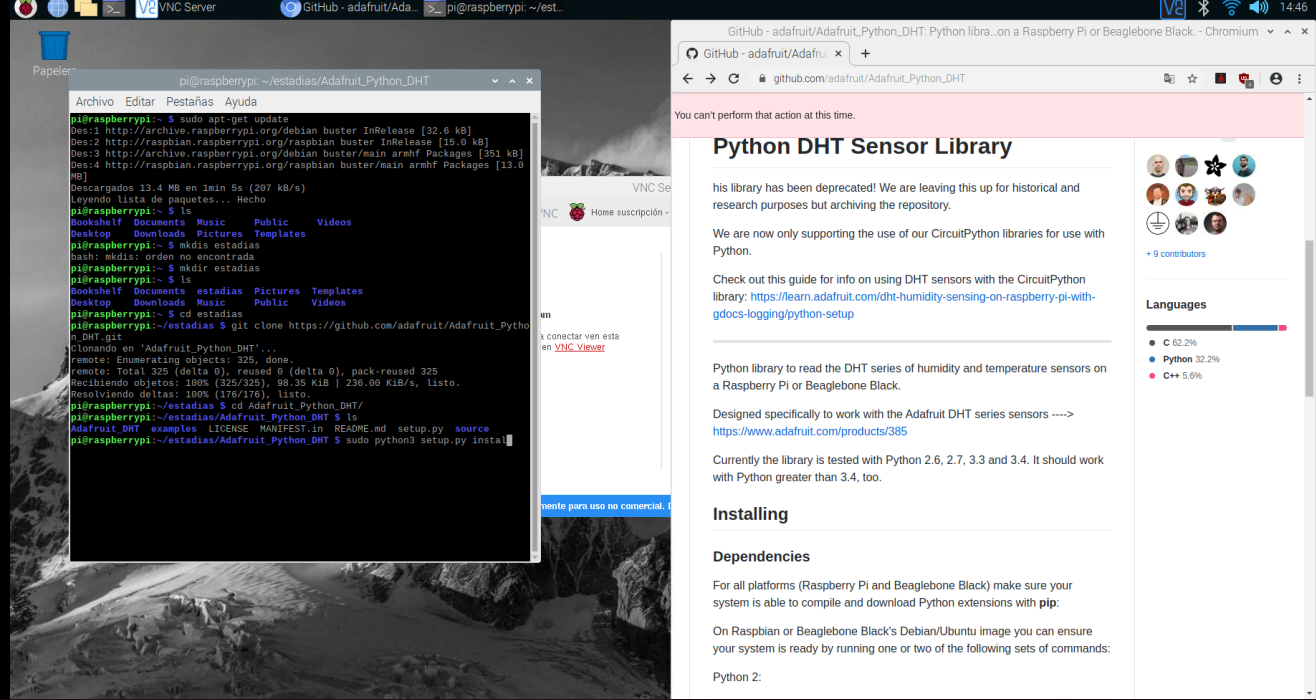 VNC Server
GitHub - adafruit/Ada...
pi@raspberrypi: ~/est...
14:46
pi@raspberrypi: ~/estadias/Adafruit_Python_DHT
Archivo Editar Pestañas Ayuda
pi@raspberrypi:~ $ sudo apt-get update
Des:1 http://archive.raspberrypi.org/debian buster InRelease [32.6 kB]
Des:2 http://raspbian.raspberrypi.org/raspbian buster InRelease [15.0 kB]
Des:3 http://archive.raspberrypi.org/debian buster/main armhf Packages [351 kB]
Des:4 http://raspbian.raspberrypi.org/raspbian buster/main armhf Packages [13.0
MB]
Descargados 13.4 MB en 1min 5s (207 kB/s)
Leyendo lista de paquetes... Hecho
pi@raspberrypi:~ $ ls
Bookshelf Documents Music Public Videos
Desktop Downloads Pictures Templates
pi@raspberrypi:~ $ mkdis estadias
bash: mkdis: orden no encontrada
pi@raspberrypi:~ $ mkdir estadias
pi@raspberrypi:~ $ ls
Bookshelf Documents estadias Pictures Templates
Desktop Downloads Music Public Videos
pi@raspberrypi:~ $ cd estadias
pi@raspberrypi:~/estadias $ git clone https://github.com/adafruit/Adafruit_Pytho
n_DHT.git
Clonando en 'Adafruit_Python_DHT'...
remote: Enumerating objects: 325, done.
remote: Total 325 (delta 0), reused 0 (delta 0), pack-reused 325
Recibiendo objetos: 100% (325/325), 98.35 KiB | 236.00 KiB/s, listo.
Resolviendo deltas: 100% (176/176), listo.
pi@raspberrypi:~/estadias $ cd Adafruit_Python_DHT/
pi@raspberrypi:~/estadias/Adafruit_Python_DHT $ ls
Adafruit_DHT examples LICENSE MANIFEST.in README.md setup.py source
pi@raspberrypi:~/estadias/Adafruit_Python_DHT $ sudo python3 setup.py instal
VNC Se
NC Home suscripción -
a conectar ven esta
en VNC Viewer
mente para uso no comercial.
GitHub - adafruit/Adafruit_Python_DHT: Python libra...on a Raspberry Pi or Beaglebone Black. - Chromium
GitHub - adafruit/Adafru
github.com/adafruit/Adafruit_Python_DHT
You can't perform that action at this time.
Python DHT Sensor Library
his library has been deprecated! We are leaving this up for historical and
research purposes but archiving the repository.
We are now only supporting the use of our CircuitPython libraries for use with
Python.
Check out this guide for info on using DHT sensors with the CircuitPython
library: https://learn.adafruit.com/dht-humidity-sensing-on-raspberry-pi-with-
gdocs-logging/python-setup
Python library to read the DHT series of humidity and temperature sensors on
a Raspberry Pi or Beaglebone Black.
Designed specifically to work with the Adafruit DHT series sensors ---->
https://www.adafruit.com/products/385
Currently the library is tested with Python 2.6, 2.7, 3.3 and 3.4. It should work
with Python greater than 3.4, too.
Installing
Dependencies
For all platforms (Raspberry Pi and Beaglebone Black) make sure your
system is able to compile and download Python extensions with pip:
On Raspbian or Beaglebone Black's Debian/Ubuntu image you can ensure
your system is ready by running one or two of the following sets of commands:
Python 2:
+ 9 contributors
Languages
C 62.2%
Python 32.2%
C++ 5.6%